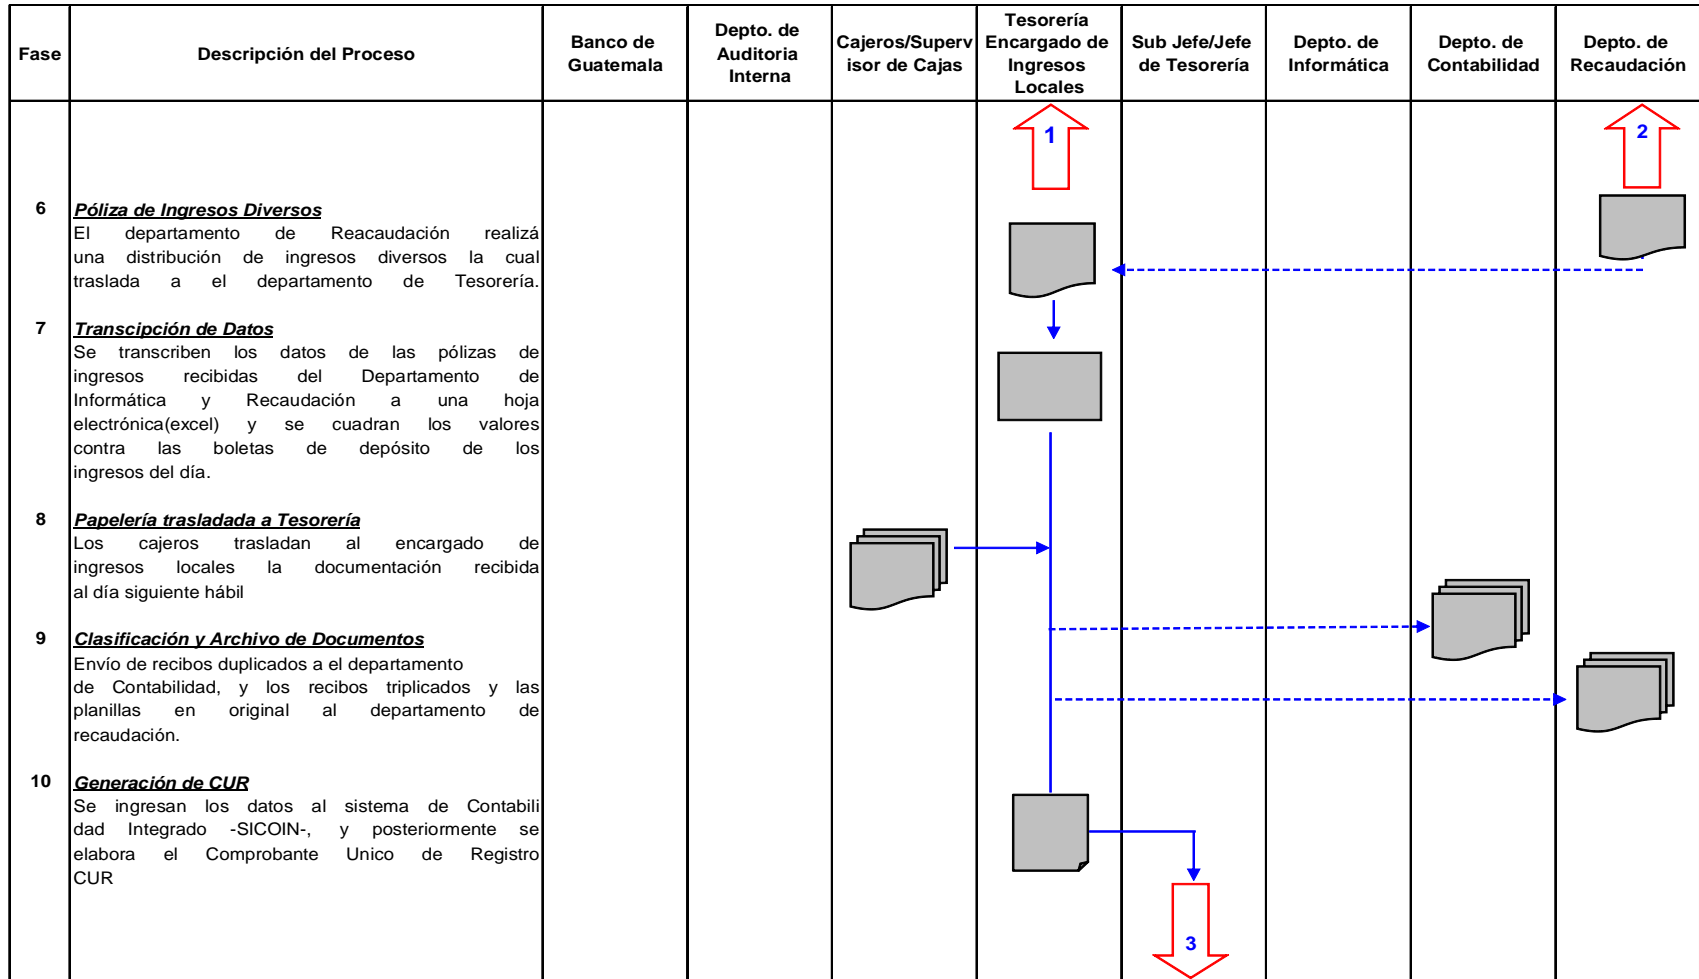 Fase
Descripción del Proceso
Banco de
Guatemala
Depto. de
Auditoria
Interna
Cajeros/Superv
isor de Cajas
Tesorería
Encargado de
Ingresos
Locales
Sub Jefe/Jefe
de Tesorería
Depto. de
Informática
Depto. de
Contabilidad
Depto. de
Recaudación
1
2
6
Póliza de Ingresos Diversos
El departamento de Reacaudación realizá
una distribución de ingresos diversos la cual
traslada a el departamento de Tesorería.
7
Transcipción de Datos
Se transcriben los datos de las pólizas de
ingresos recibidas del Departamento de
Informática y Recaudación a una hoja
electrónica(excel) y se cuadran los valores
contra las boletas de depósito de los
ingresos del día.
8
Papelería trasladada a Tesorería
Los cajeros trasladan al encargado de
ingresos locales la documentación recibida
al día siguiente hábil
9
Clasificación y Archivo de Documentos
Envío de recibos duplicados a el departamento
de Contabilidad, y los recibos triplicados y las
planillas en original al departamento de
recaudación.
10
Generación de CUR
Se ingresan los datos al sistema de Contabili
dad Integrado -SICOIN-, y posteriormente se
elabora el Comprobante Unico de Registro
CUR
3